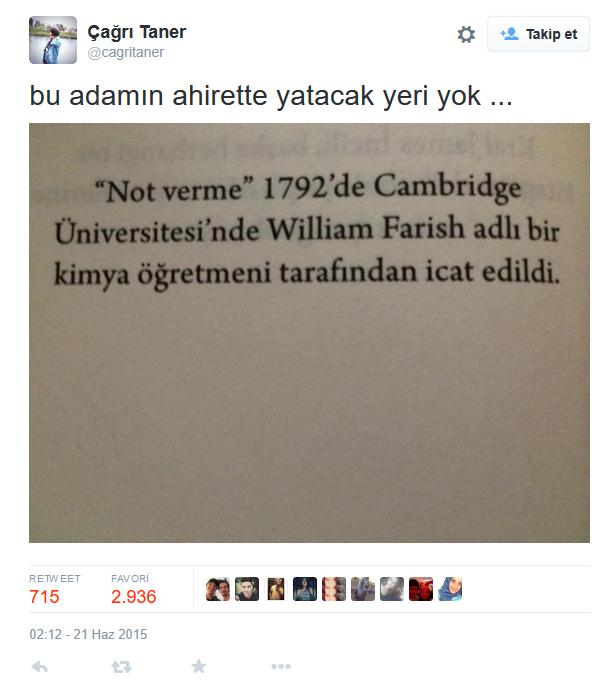 Çağrı Taner
@cagritaner
Takip et
bu adamın ahirette yatacak yeri yok ...
“Not verme” 1792’de Cambridge
Üniversitesi’nde William Farish adlı bir
kimya öğretmeni tarafından icat edildi.
RETWEET FAVORİ
715 2.936
02:12 - 21 Haz 2015